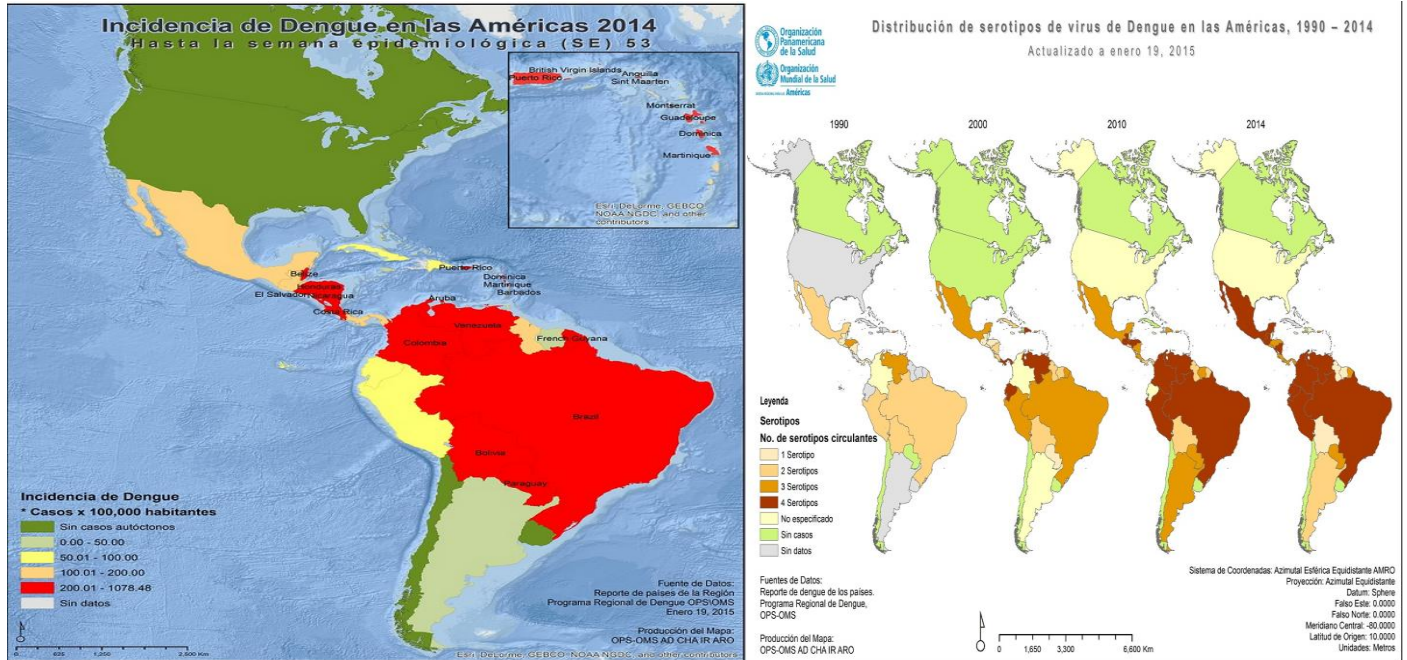 Incidencia de Dengue en las Américas 2014
Hasta la semana epidemiológica (SE) 53
British Virgin Islands
Puerto Rico
Anguilla
Sint Maarten
Montserrat
Guadeloupe
Dominica
Martinique
Esri, DeLorme, GEBCO,
NOAA NGDC, and other
contributors
Belize
Honduras
El Salvador
Nicaragua
Costa Rica
Puerto Rico
Dominica
Martinique
Barbados
Aruba
Venezuela
Colombia
French Guyana
Brazil
Bolivia
Paraguay
Incidencia de Dengue
* Casos x 100,000 habitantes
Sin casos autóctonos
0.00 - 50.00
50.01 - 100.00
100.01 - 200.00
200.01 - 1078.48
Sin datos
Fuente de Datos:
Reporte de países de la Región
Programa Regional de Dengue OPS\OMS
Enero 19, 2015
Producción del Mapa:
OPS-OMS AD CHA IR ARO
Esri, DeLorme, GEBCO, NOAA NGDC, and other contributors
Organización
Panamericana
de la Salud
Organización
Mundial de la Salud
Américas
Distribución de serotipos de virus de Dengue en las Américas, 1990 – 2014
Actualizado a enero 19, 2015
1990
2000
2010
2014
Leyenda
Serotipos
No. de serotipos circulantes
1 Serotipo
2 Serotipos
3 Serotipos
4 Serotipos
No especificado
Sin casos
Sin datos
Fuentes de Datos:
Reporte de dengue de los países.
Programa Regional de Dengue,
OPS-OMS
Producción del Mapa:
OPS-OMS AD CHA IR ARO
0 1,650 3,300 6,600 Km
Sistema de Coordenadas: Azimutal Esférica Equidistante AMRO
Proyección: Azimutal Equidistante
Datum: Sphere
Falso Este: 0.0000
Falso Norte: 0.0000
Meridiano Central: -80.0000
Latitud de Origen: 10.0000
Unidades: Metros